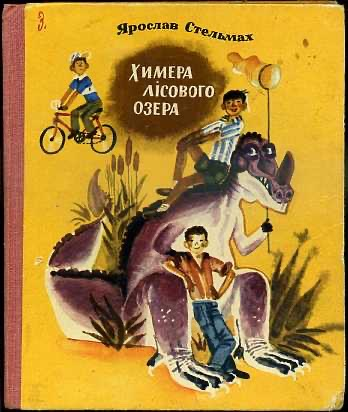 З.
Ярослав Стельмах
Химера
лісового
озера